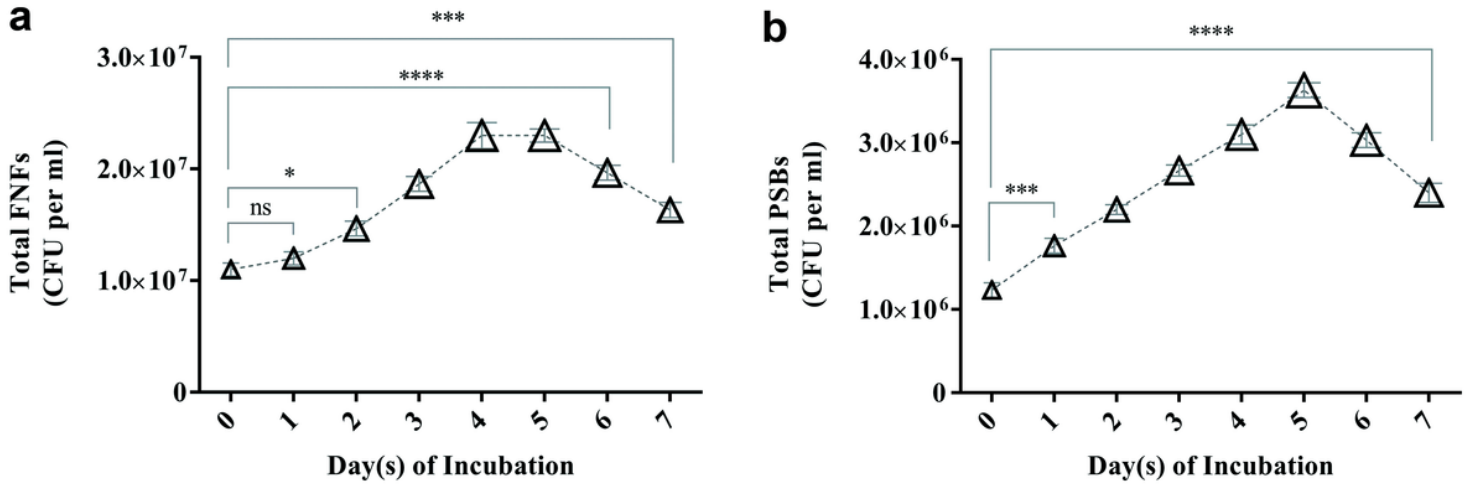 a
Total FNFs
(CFU per ml)
3.0×10⁷
2.0×10⁷
1.0×10⁷
0
***
****
*
ns
0 1 2 3 4 5 6 7
Day(s) of Incubation
b
Total PSBs
(CFU per ml)
4.0×10⁶
3.0×10⁶
2.0×10⁶
1.0×10⁶
0
****
***
0 1 2 3 4 5 6 7
Day(s) of Incubation